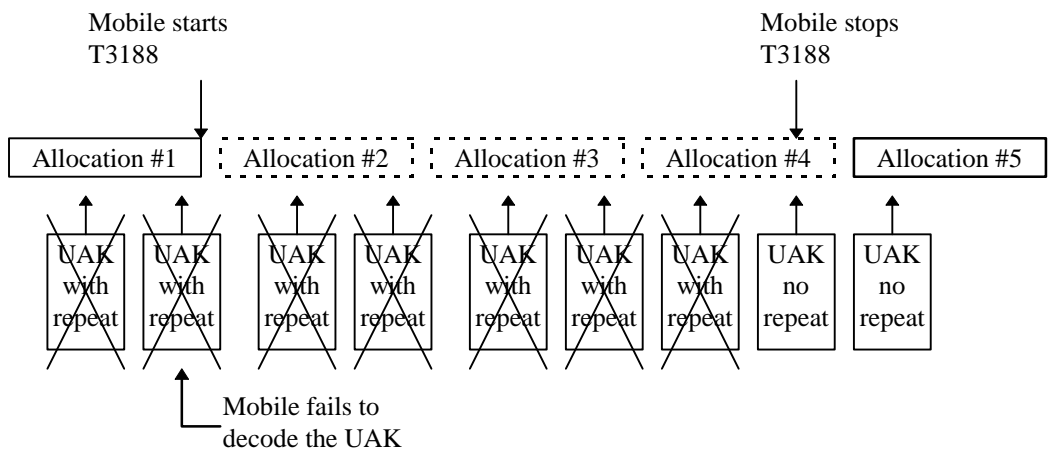 Mobile starts
T3188
Mobile stops
T3188
Allocation #1
Allocation #2
Allocation #3
Allocation #4
Allocation #5
UAK
with
repeat
UAK
with
repeat
UAK
with
repeat
UAK
with
repeat
UAK
with
repeat
UAK
with
repeat
UAK
with
repeat
UAK
no
repeat
UAK
no
repeat
Mobile fails to
decode the UAK